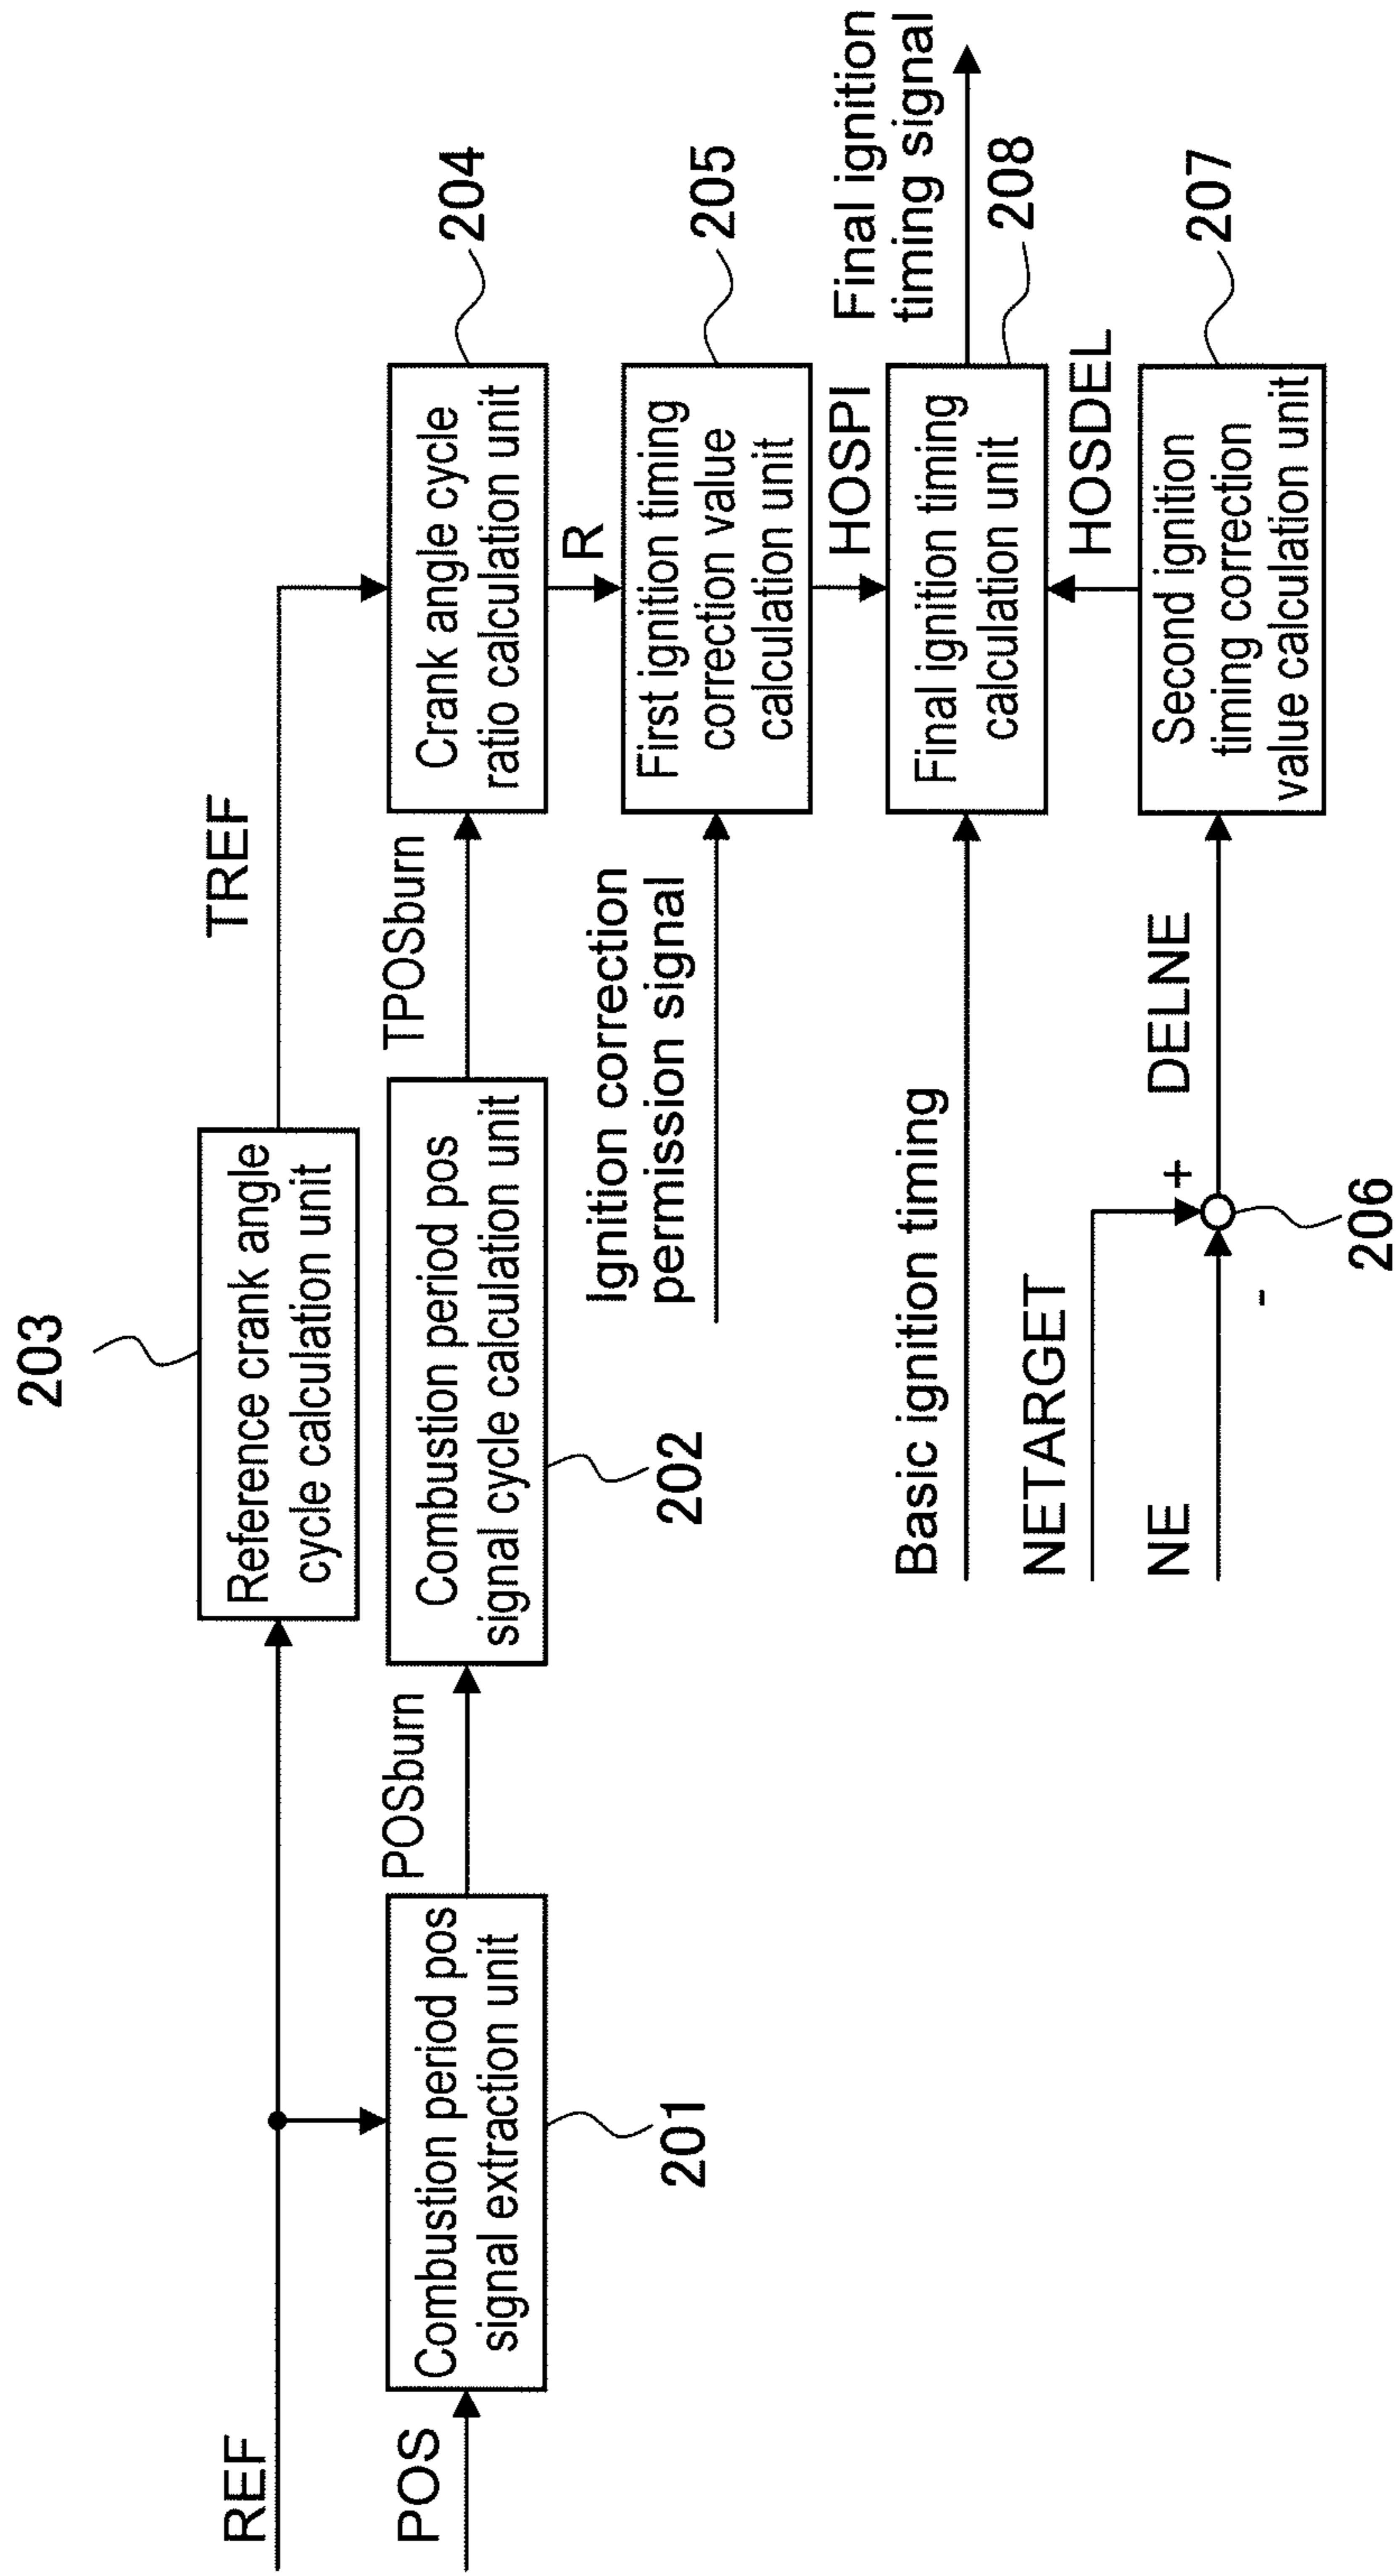 203
REF
Reference crank angle
cycle calculation unit
TREF
POS
Combustion period pos
signal extraction unit
201
POSburn
Combustion period pos
signal cycle calculation unit
202
TPOSburn
Crank angle cycle
ratio calculation unit
204
R
Ignition correction
permission signal
First ignition timing
correction value
calculation unit
205
HOSPI
Basic ignition timing
Final ignition timing
calculation unit
208
Final ignition
timing signal
HOSDEL
NETARGET
NE
+
-
206
DELNE
Second ignition
timing correction
value calculation unit
207